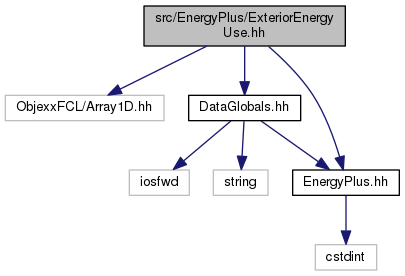 src/EnergyPlus/ExteriorEnergy
Use.hh
ObjexxFCL/Array1D.hh
DataGlobals.hh
iosfwd
string
EnergyPlus.hh
cstdint